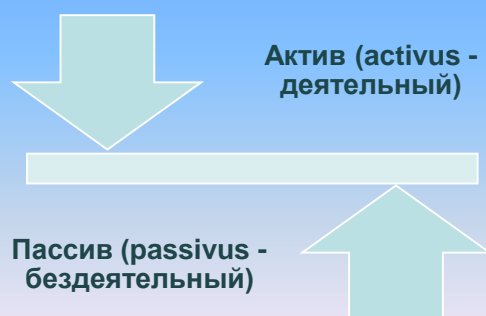 Актив (activus -
деятельный)
Пассив (passivus -
бездеятельный)